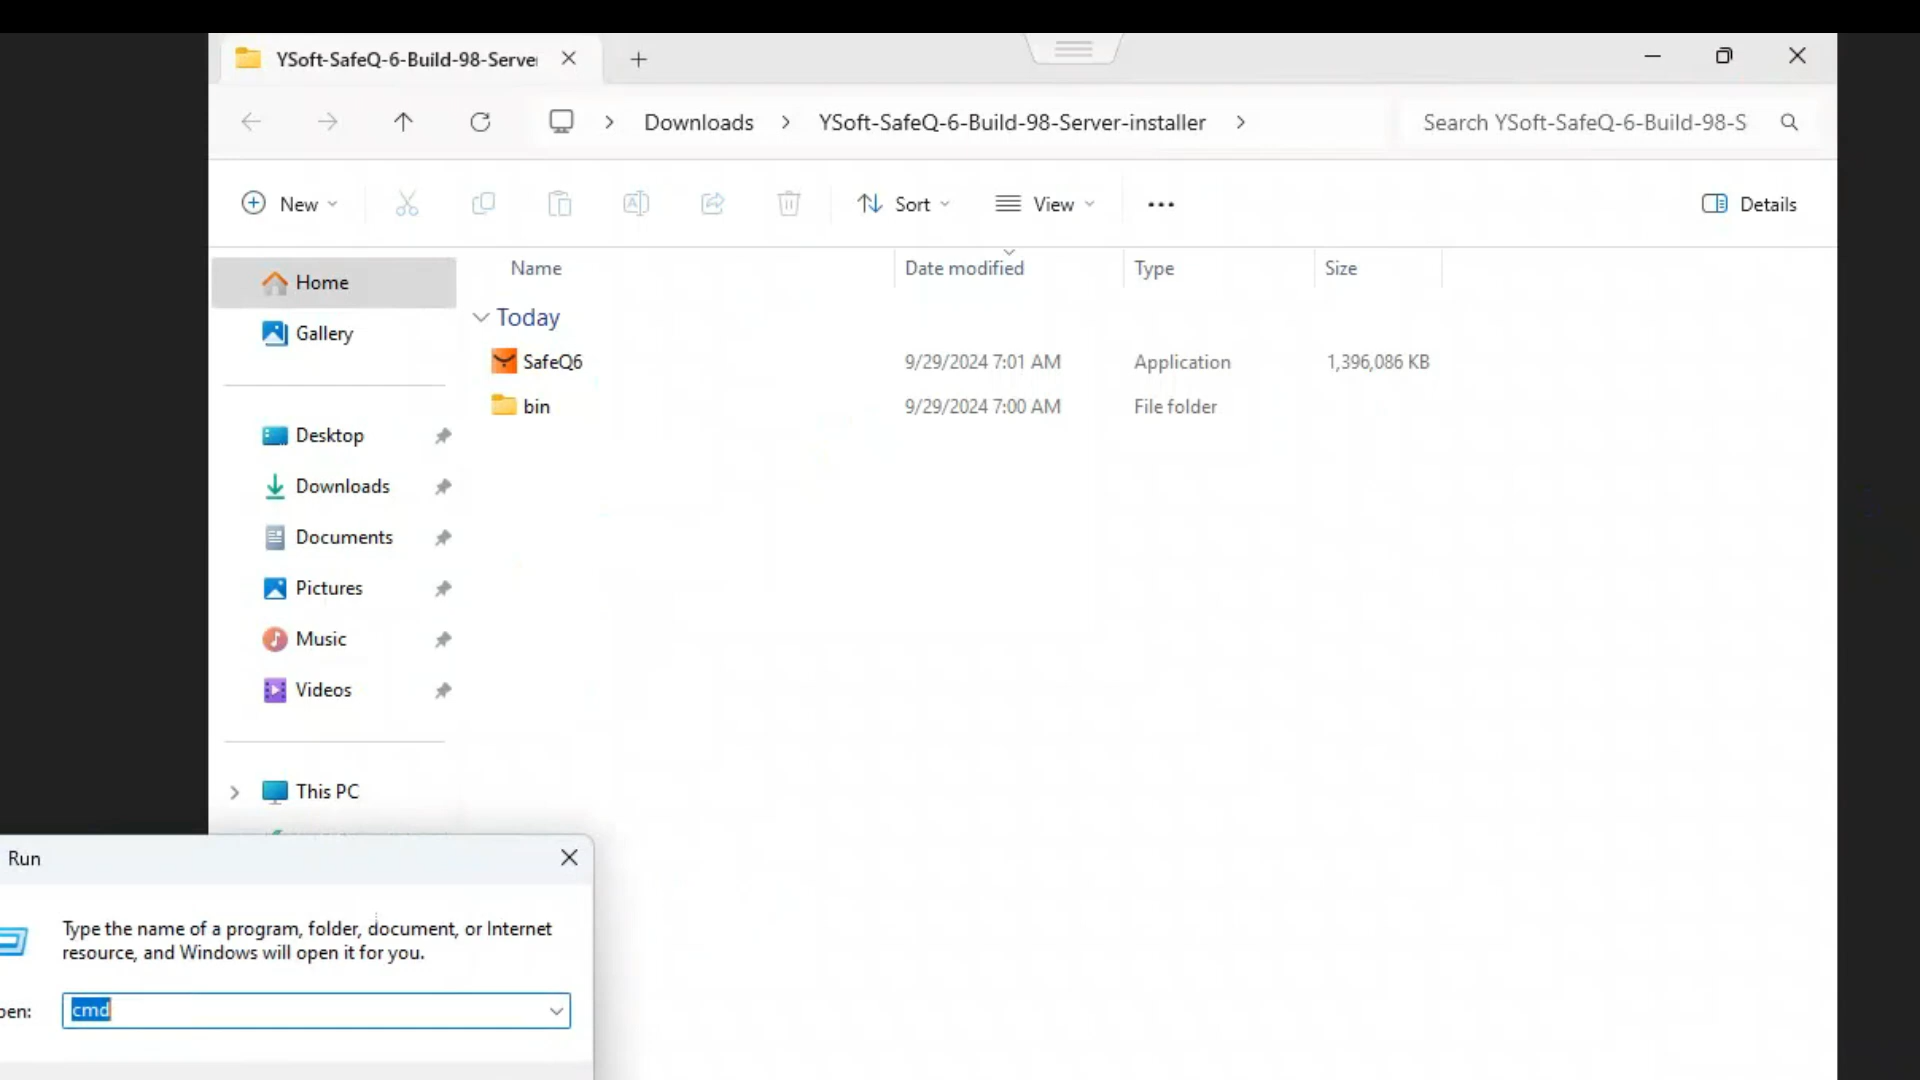 YSoft-SafeQ-6-Build-98-Server
Downloads
YSoft-SafeQ-6-Build-98-Server-installer
Search YSoft-SafeQ-6-Build-98-S
New
Sort
View
Details
Name
Date modified
Type
Size
Home
Gallery
Desktop
Downloads
Documents
Pictures
Music
Videos
This PC
Today
SafeQ6
9/29/2024 7:01 AM
Application
1,396,086 KB
bin
9/29/2024 7:00 AM
File folder
Run
Type the name of a program, folder, document, or Internet
resource, and Windows will open it for you.
pen:
cmd